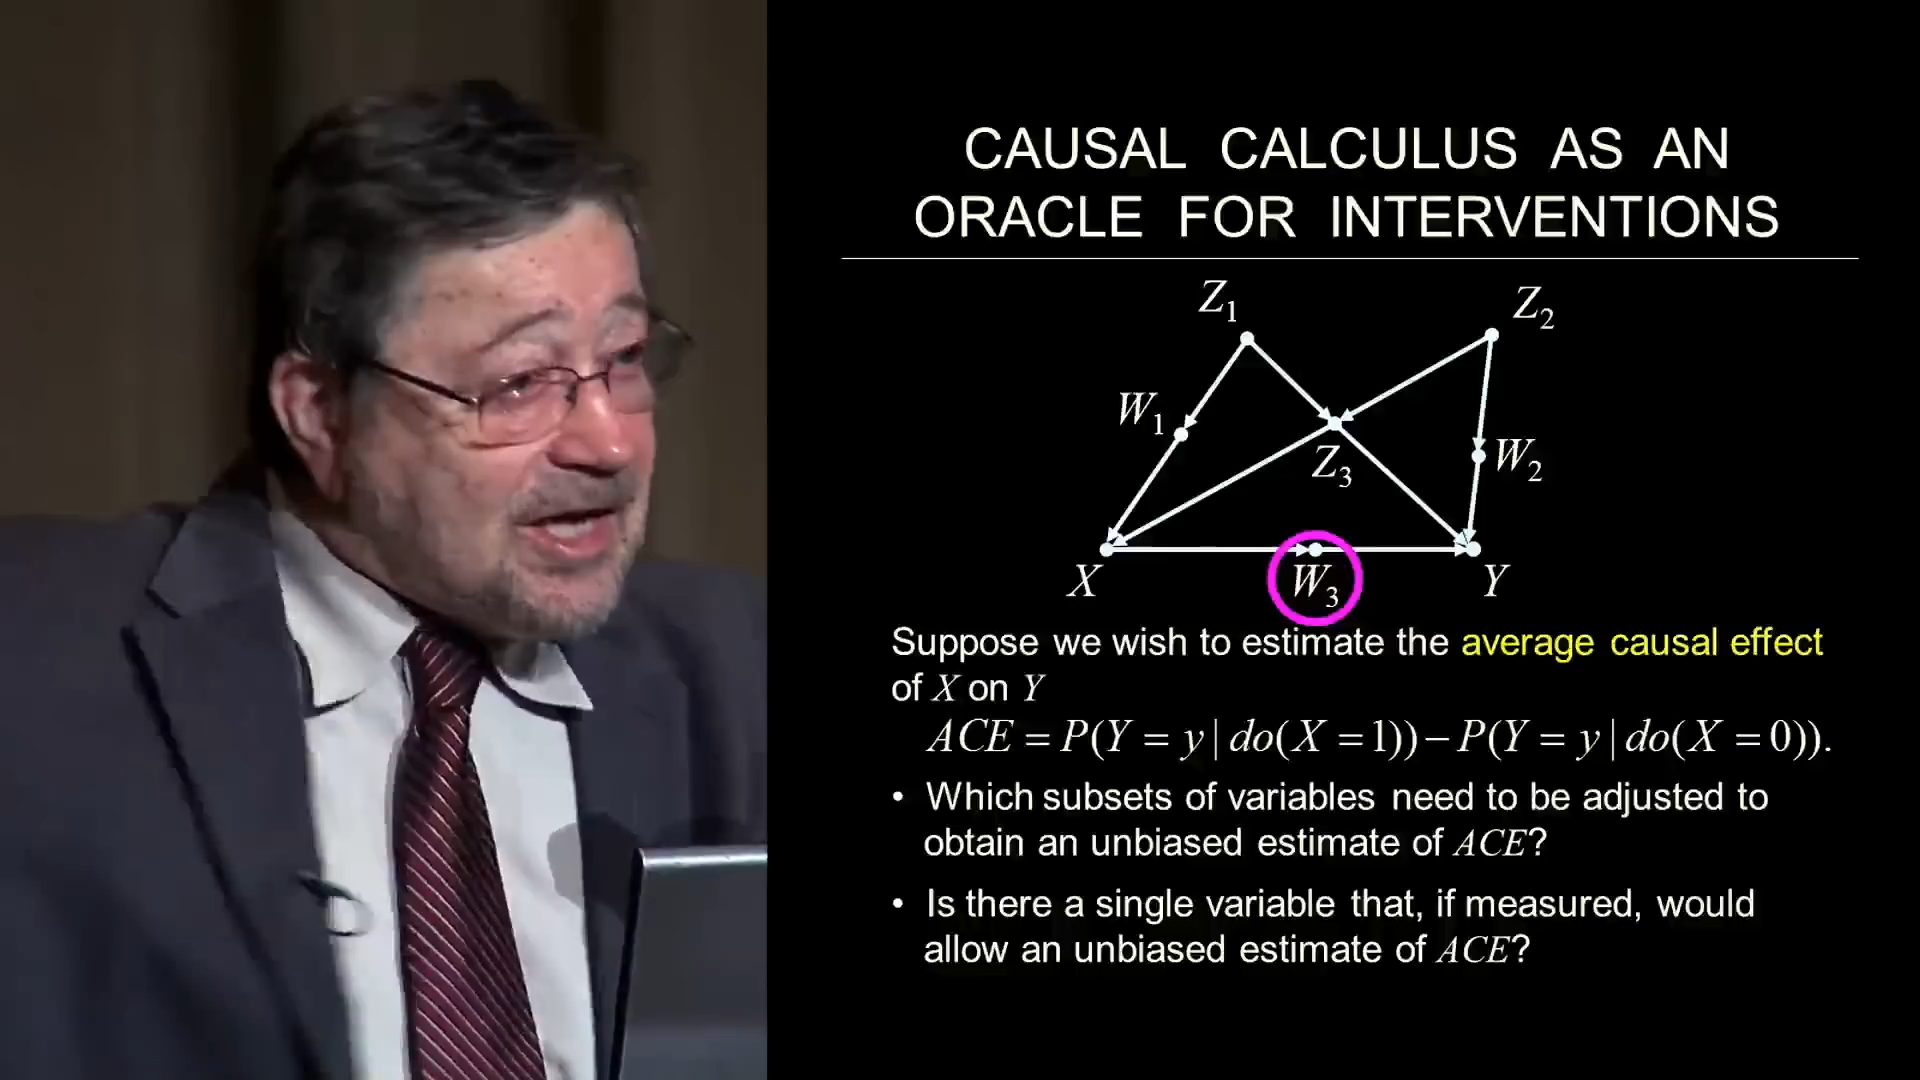 CAUSAL CALCULUS AS AN
ORACLE FOR INTERVENTIONS
Z1
Z2
W1
Z3
W2
X
W3
Y
Suppose we wish to estimate the average causal effect
of X on Y
ACE = P(Y = y | do(X = 1)) − P(Y = y | do(X = 0)).
• Which subsets of variables need to be adjusted to
obtain an unbiased estimate of ACE?
• Is there a single variable that, if measured, would
allow an unbiased estimate of ACE?